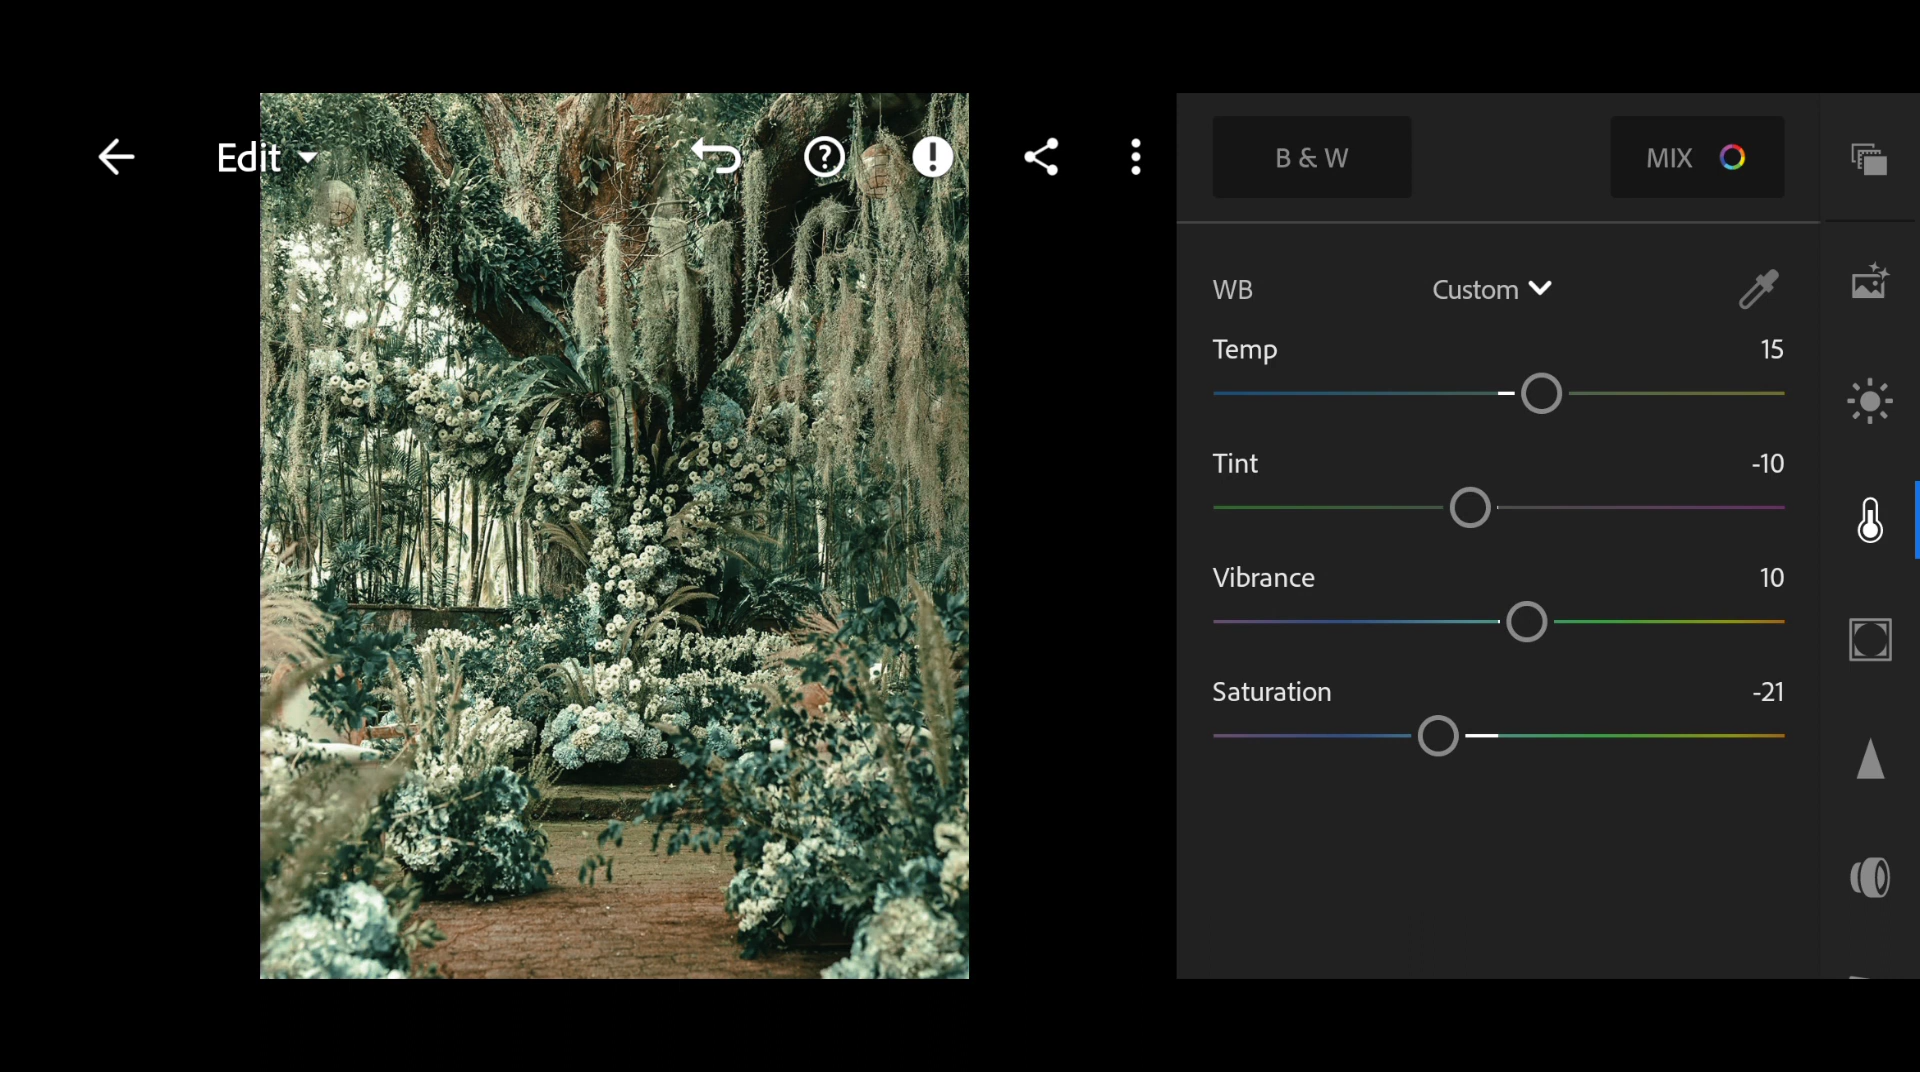 Edit
B & W
MIX
WB
Custom
Temp
15
Tint
-10
Vibrance
10
Saturation
-21